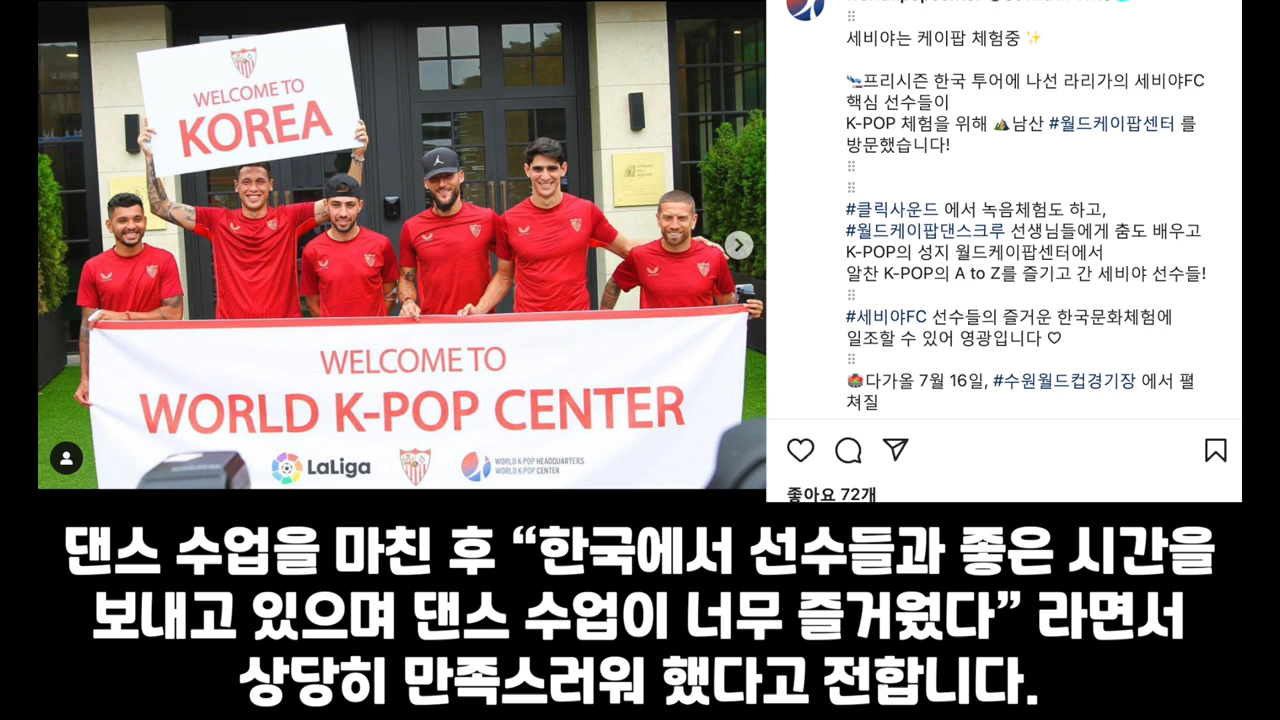 WELCOME TO
KOREA
WELCOME TO
WORLD K-POP CENTER
LaLiga
WORLD K-POP HEADQUARTERS
WORLD K-POP CENTER
세비야는 케이팝 체험중 ✨
🛬프리시즌 한국 투어에 나선 라리가의 세비야FC
핵심 선수들이
K-POP 체험을 위해 ⛰️남산 #월드케이팝센터 를
방문했습니다!
#클릭사운드 에서 녹음체험도 하고,
#월드케이팝댄스크루 선생님들에게 춤도 배우고
K-POP의 성지 월드케이팝센터에서
알찬 K-POP의 A to Z를 즐기고 간 세비야 선수들!
#세비야FC 선수들의 즐거운 한국문화체험에
일조할 수 있어 영광입니다 ♡
🏟️다가올 7월 16일, #수원월드컵경기장 에서 펼
쳐질
좋아요 72개
댄스 수업을 마친 후 “한국에서 선수들과 좋은 시간을
보내고 있으며 댄스 수업이 너무 즐거웠다” 라면서
상당히 만족스러워 했다고 전합니다.